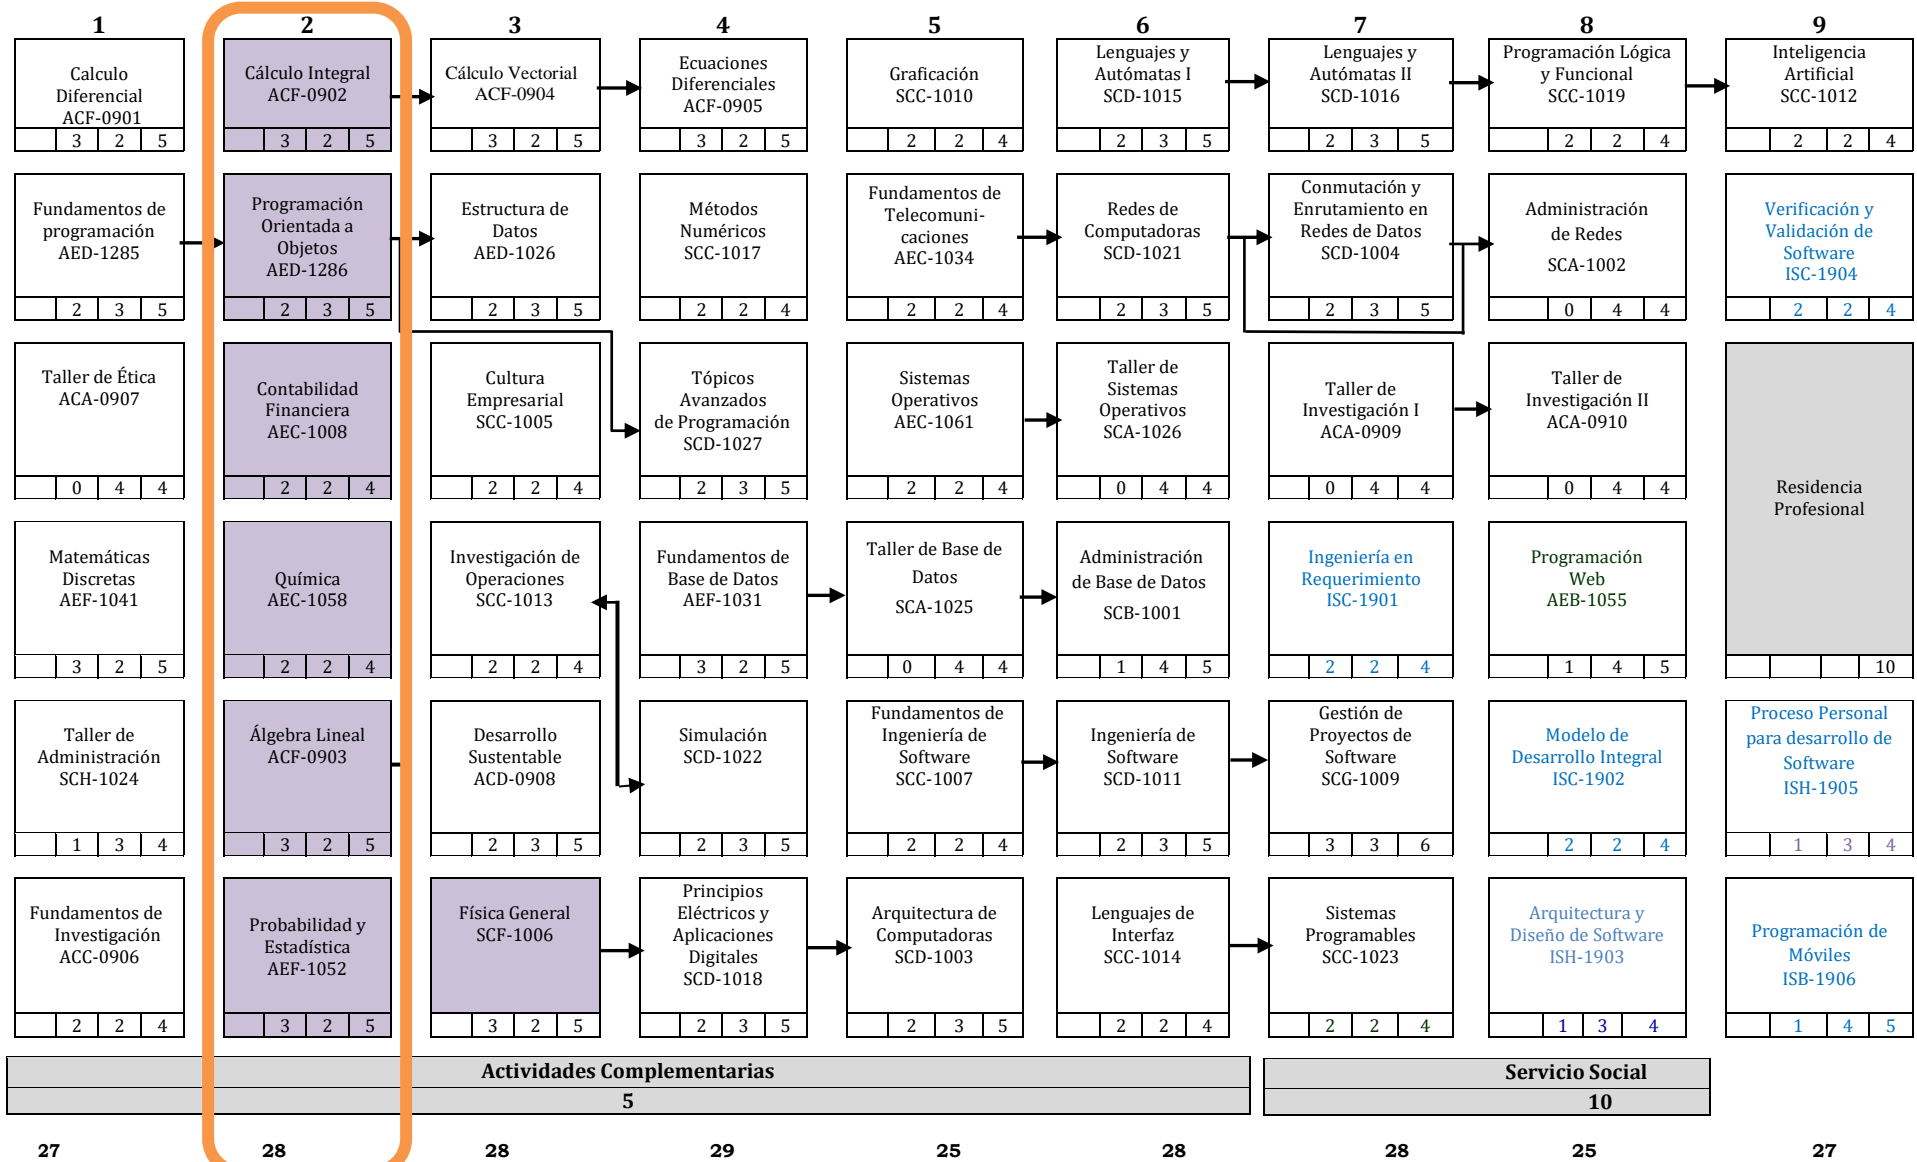 1 2 3 4 5 6 7 8 9
Calculo
Diferencial
ACF-0901
3 2 5
Cálculo Integral
ACF-0902
3 2 5
Cálculo Vectorial
ACF-0904
3 2 5
Ecuaciones
Diferenciales
ACF-0905
3 2 5
Graficación
SCC-1010
2 2 4
Lenguajes y
Autómatas I
SCD-1015
2 3 5
Lenguajes y
Autómatas II
SCD-1016
2 3 5
Programación Lógica
y Funcional
SCC-1019
2 2 4
Inteligencia
Artificial
SCC-1012
2 2 4
Fundamentos de
programación
AED-1285
2 3 5
Programación
Orientada a
Objetos
AED-1286
2 3 5
Estructura de
Datos
AED-1026
2 3 5
Métodos
Numéricos
SCC-1017
2 2 4
Fundamentos de
Telecomuni-
caciones
AEC-1034
2 2 4
Redes de
Computadoras
SCD-1021
2 3 5
Conmutación y
Enrutamiento en
Redes de Datos
SCD-1004
2 3 5
Administración
de Redes
SCA-1002
0 4 4
Verificación y
Validación de
Software
ISC-1904
2 2 4
Taller de Ética
ACA-0907
0 4 4
Contabilidad
Financiera
AEC-1008
2 2 4
Cultura
Empresarial
SCC-1005
2 2 4
Tópicos
Avanzados
de Programación
SCD-1027
2 3 5
Sistemas
Operativos
AEC-1061
2 2 4
Taller de
Sistemas
Operativos
SCA-1026
0 4 4
Taller de
Investigación I
ACA-0909
0 4 4
Taller de
Investigación II
ACA-0910
0 4 4
Residencia
Profesional
10
Matemáticas
Discretas
AEF-1041
3 2 5
Química
AEC-1058
2 2 4
Investigación de
Operaciones
SCC-1013
2 2 4
Fundamentos de
Base de Datos
AEF-1031
3 2 5
Taller de Base de
Datos
SCA-1025
0 4 4
Administración
de Base de Datos
SCB-1001
1 4 5
Ingeniería en
Requerimiento
ISC-1901
2 2 4
Programación
Web
AEB-1055
1 4 5
Taller de
Administración
SCH-1024
1 3 4
Álgebra Lineal
ACF-0903
3 2 5
Desarrollo
Sustentable
ACD-0908
2 3 5
Simulación
SCD-1022
2 3 5
Fundamentos de
Ingeniería de
Software
SCC-1007
2 2 4
Ingeniería de
Software
SCD-1011
2 3 5
Gestión de
Proyectos de
Software
SCG-1009
3 3 6
Modelo de
Desarrollo Integral
ISC-1902
2 2 4
Proceso Personal
para desarrollo de
Software
ISH-1905
1 3 4
Fundamentos de
Investigación
ACC-0906
2 2 4
Probabilidad y
Estadística
AEF-1052
3 2 5
Física General
SCF-1006
3 2 5
Principios
Eléctricos y
Aplicaciones
Digitales
SCD-1018
2 3 5
Arquitectura de
Computadoras
SCD-1003
2 3 5
Lenguajes de
Interfaz
SCC-1014
2 2 4
Sistemas
Programables
SCC-1023
2 2 4
Arquitectura y
Diseño de Software
ISH-1903
1 3 4
Programación de
Móviles
ISB-1906
1 4 5
Actividades Complementarias
5
Servicio Social
10
27 28 28 29 25 28 28 25 27